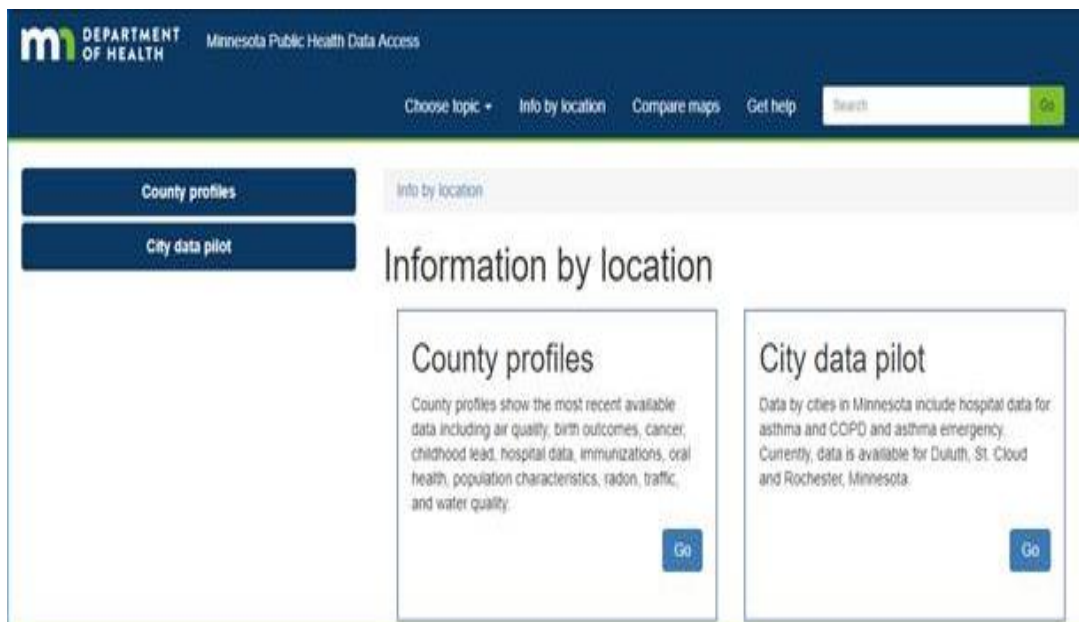 mn DEPARTMENT
OF HEALTH
Minnesota Public Health Data Access
Choose topic
Info by location
Compare maps
Get help
Search
Go
County profiles
City data pilot
Info by location
Information by location
County profiles
County profiles show the most recent available
data including air quality, birth outcomes, cancer,
childhood lead, hospital data, immunizations, oral
health, population characteristics, radon, traffic,
and water quality.
Go
City data pilot
Data by cities in Minnesota include hospital data for
asthma and COPD and asthma emergency.
Currently, data is available for Duluth, St. Cloud
and Rochester, Minnesota.
Go